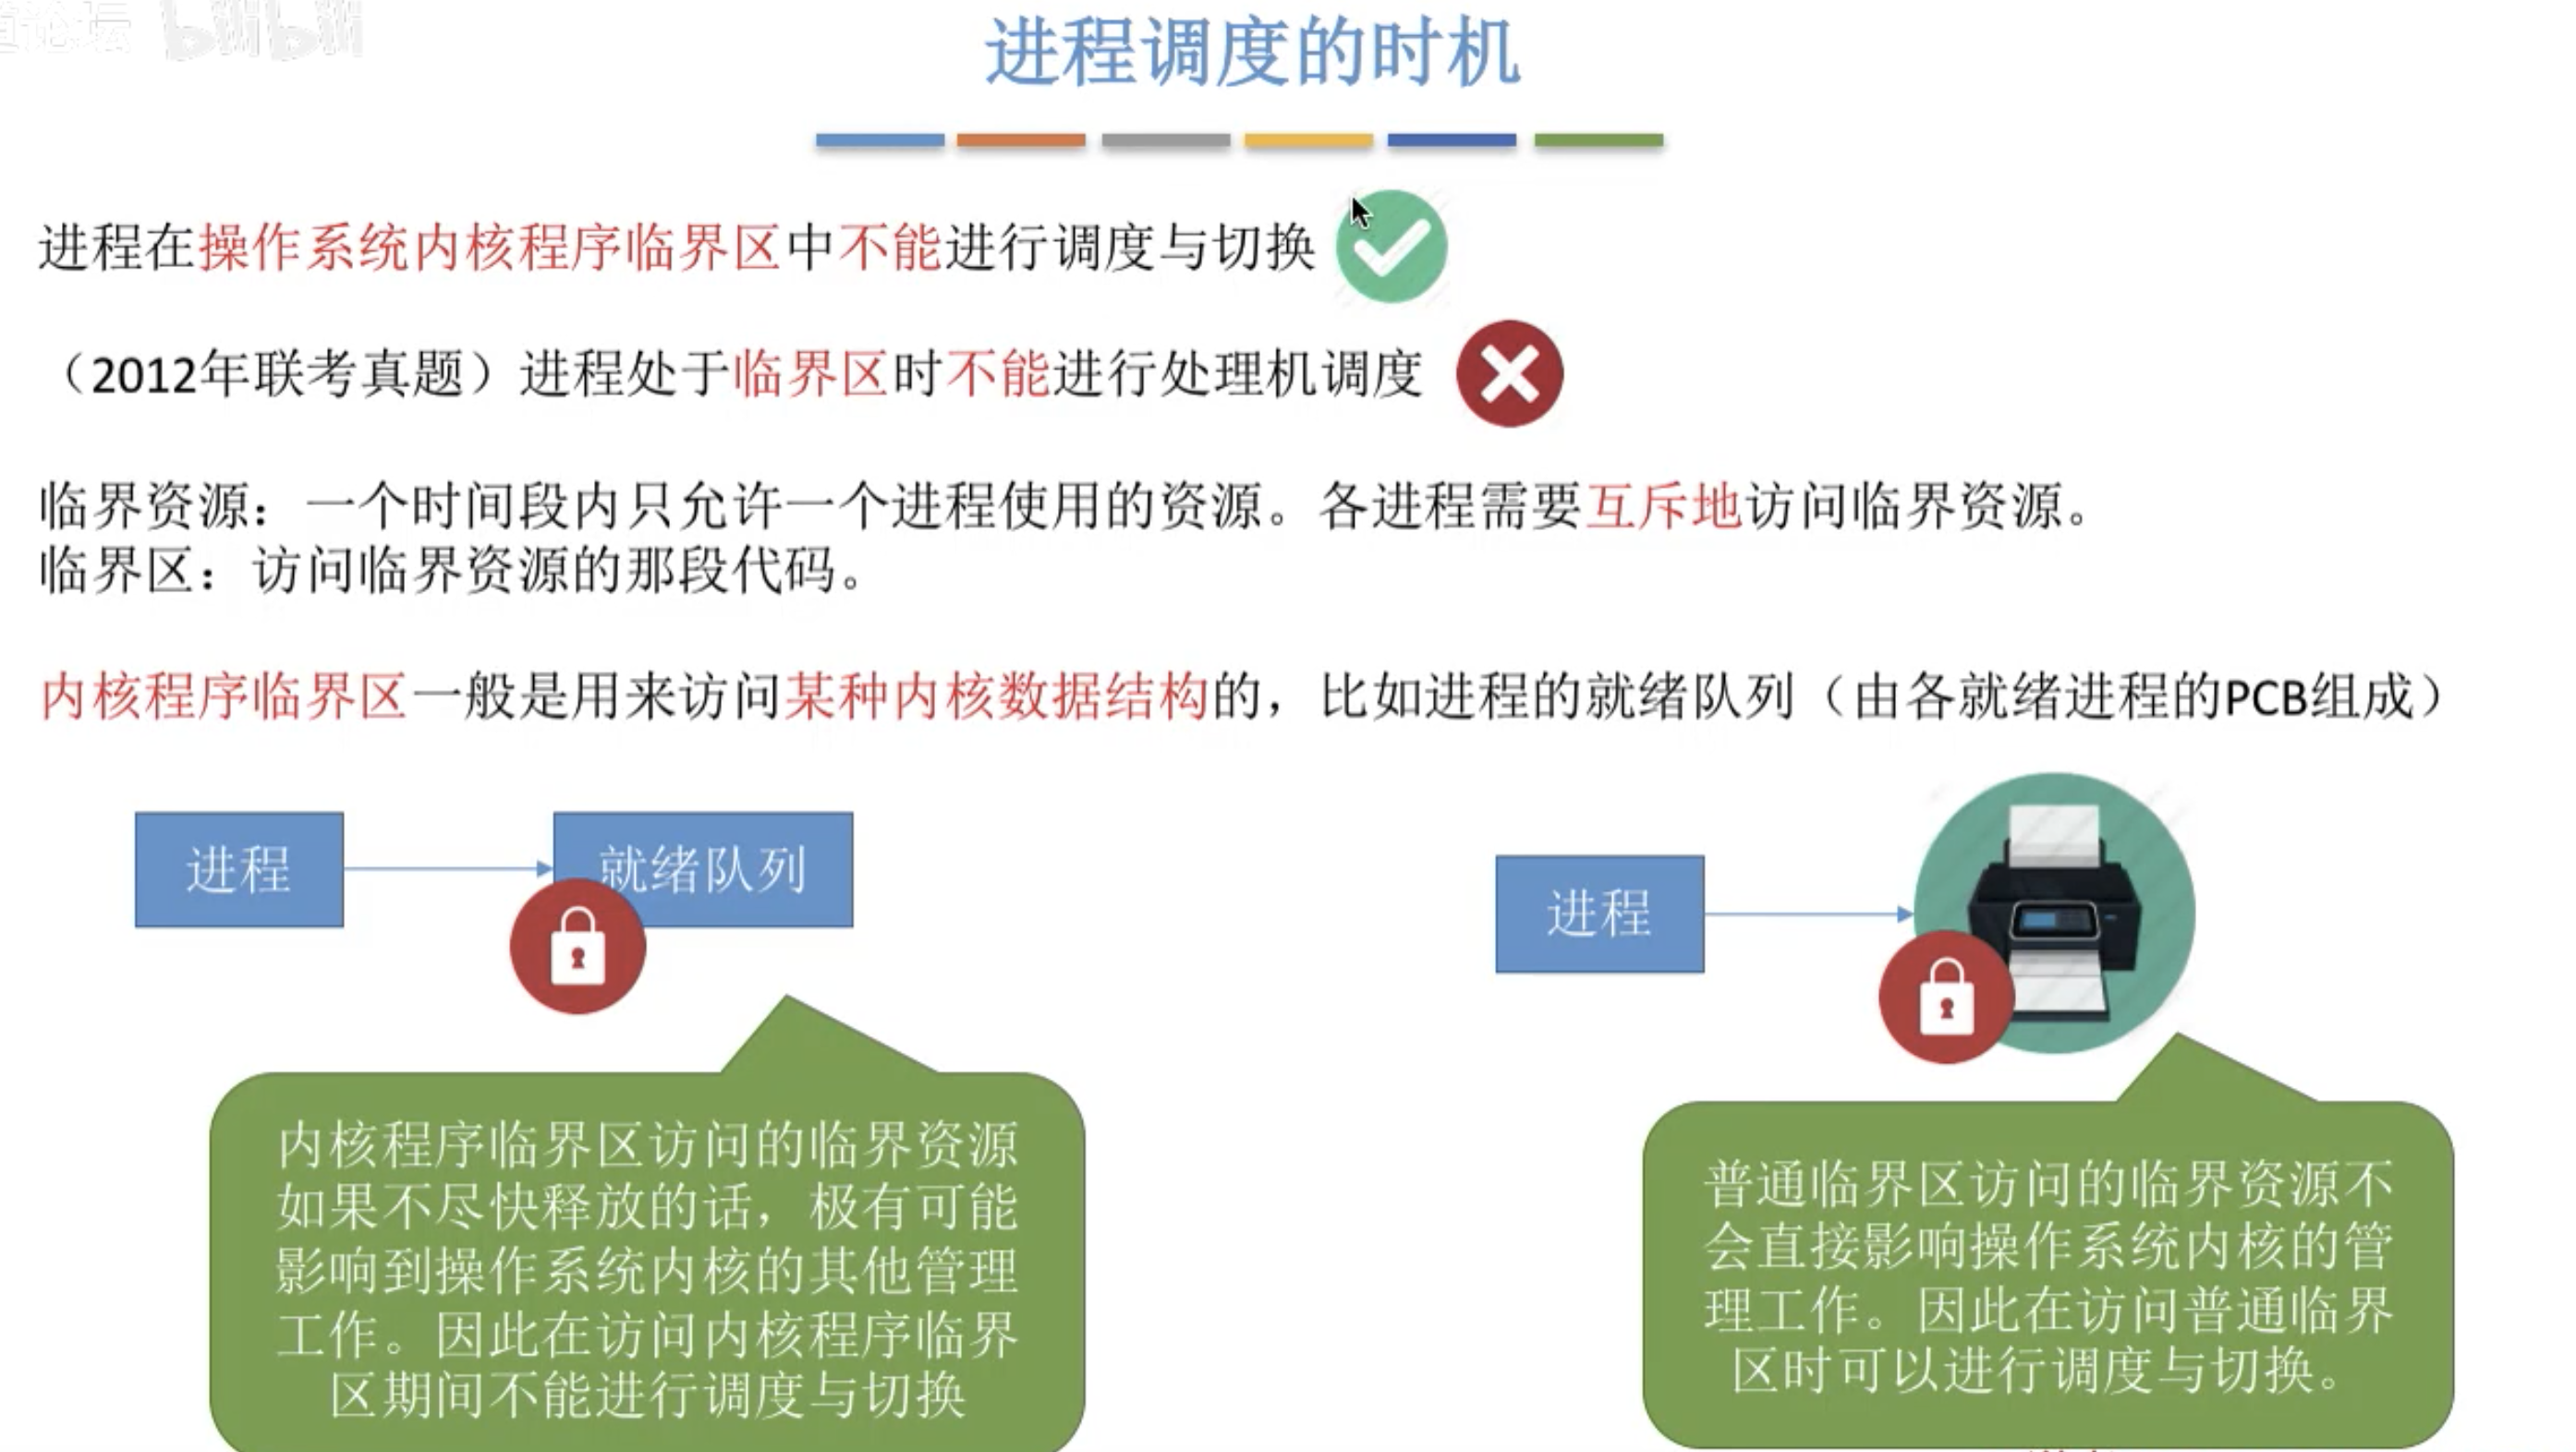 道论坛 bilibili
进程调度的时机
进程在操作系统内核程序临界区中不能进行调度与切换
（2012年联考真题）进程处于临界区时不能进行处理机调度
临界资源：一个时间段内只允许一个进程使用的资源。各进程需要互斥地访问临界资源。
临界区：访问临界资源的那段代码。
内核程序临界区一般是用来访问某种内核数据结构的，比如进程的就绪队列（由各就绪进程的PCB组成）
进程
就绪队列
内核程序临界区访问的临界资源
如果不尽快释放的话，极有可能
影响到操作系统内核的其他管理
工作。因此在访问内核程序临界
区期间不能进行调度与切换
进程
普通临界区访问的临界资源不
会直接影响操作系统内核的管
理工作。因此在访问普通临界
区时可以进行调度与切换。